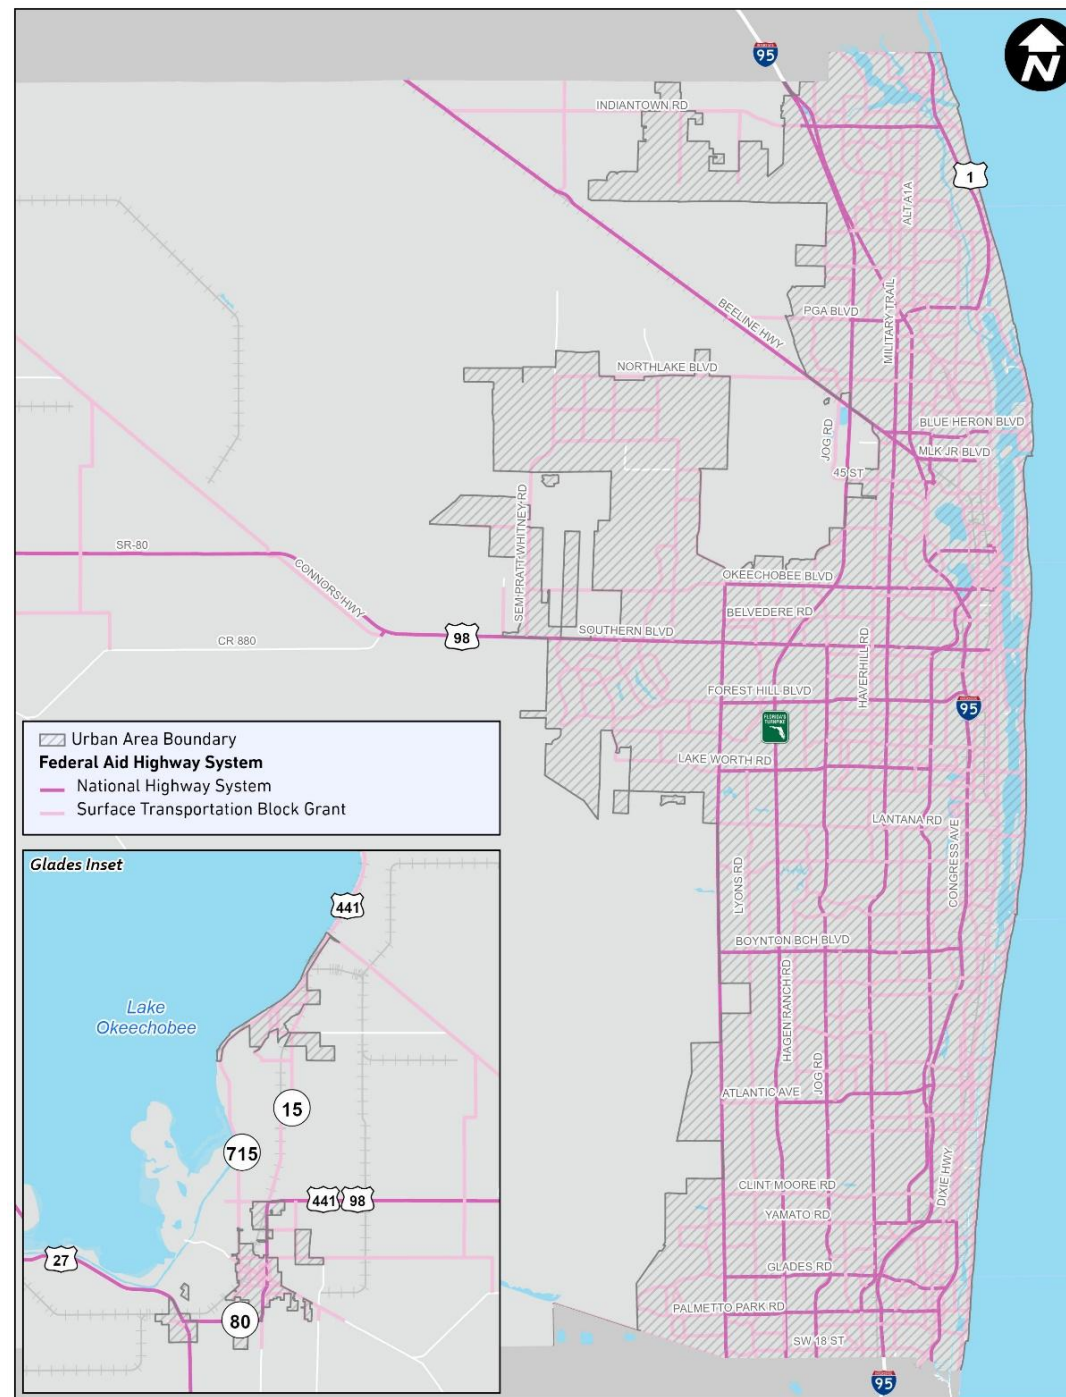 95
N
INDIANTOWN RD
1
ALT A1A
MILITARY TRAIL
PGA BLVD
BEELINE HWY
NORTHLAKE BLVD
BLUE HERON BLVD
JOG RD
MLK JR BLVD
45 ST
SEM PRATT WHITNEY RD
SR-80
CONNORS HWY
OKEECHOBEE BLVD
BELVEDERE RD
SOUTHERN BLVD
98
CR 880
HAVERHILL RD
FOREST HILL BLVD
95
FLORIDA'S
TURNPIKE
LAKE WORTH RD
Urban Area Boundary
Federal Aid Highway System
National Highway System
Surface Transportation Block Grant
LANTANA RD
CONGRESS AVE
LYONS RD
BOYNTON BCH BLVD
HAGEN RANCH RD
JOG RD
ATLANTIC AVE
CLINT MOORE RD
DIXIE HWY
YAMATO RD
GLADES RD
PALMETTO PARK RD
SW 18 ST
95
Glades Inset
441
Lake
Okeechobee
15
715
441
98
27
80